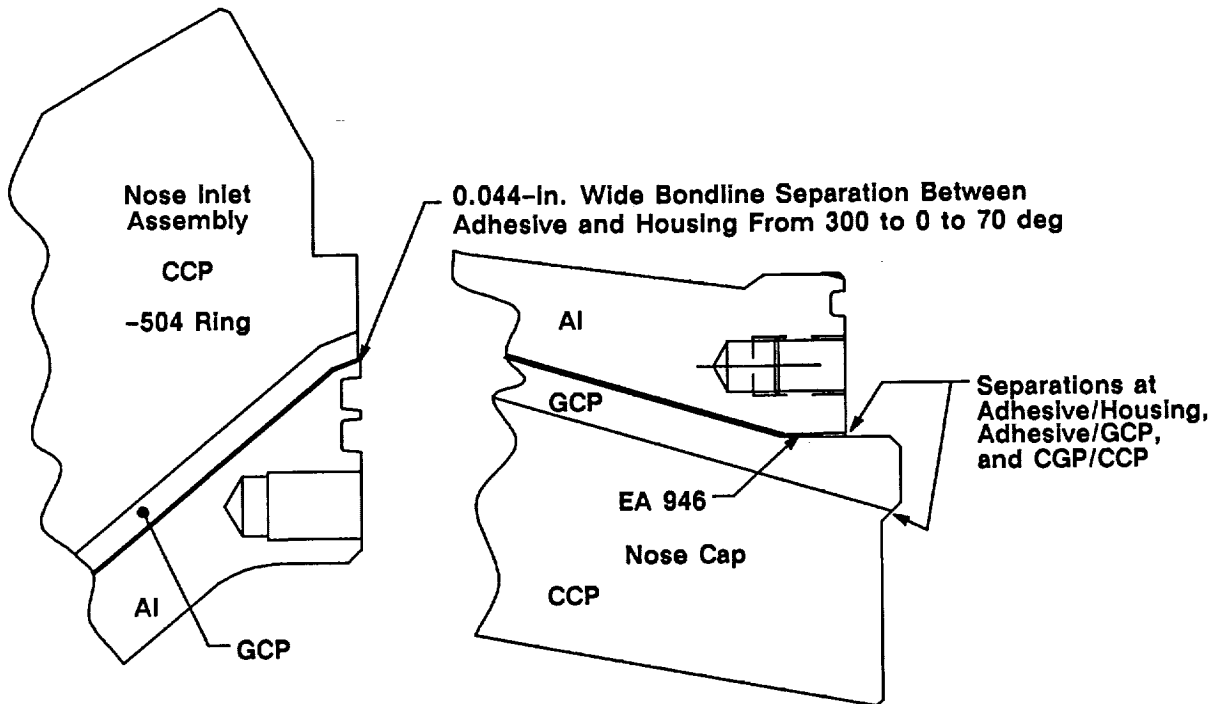 Nose Inlet
Assembly
CCP
-504 Ring
0.044-In. Wide Bondline Separation Between
Adhesive and Housing From 300 to 0 to 70 deg
Al
GCP
Al
GCP
EA 946
Nose Cap
CCP
Separations at
Adhesive/Housing,
Adhesive/GCP,
and CGP/CCP